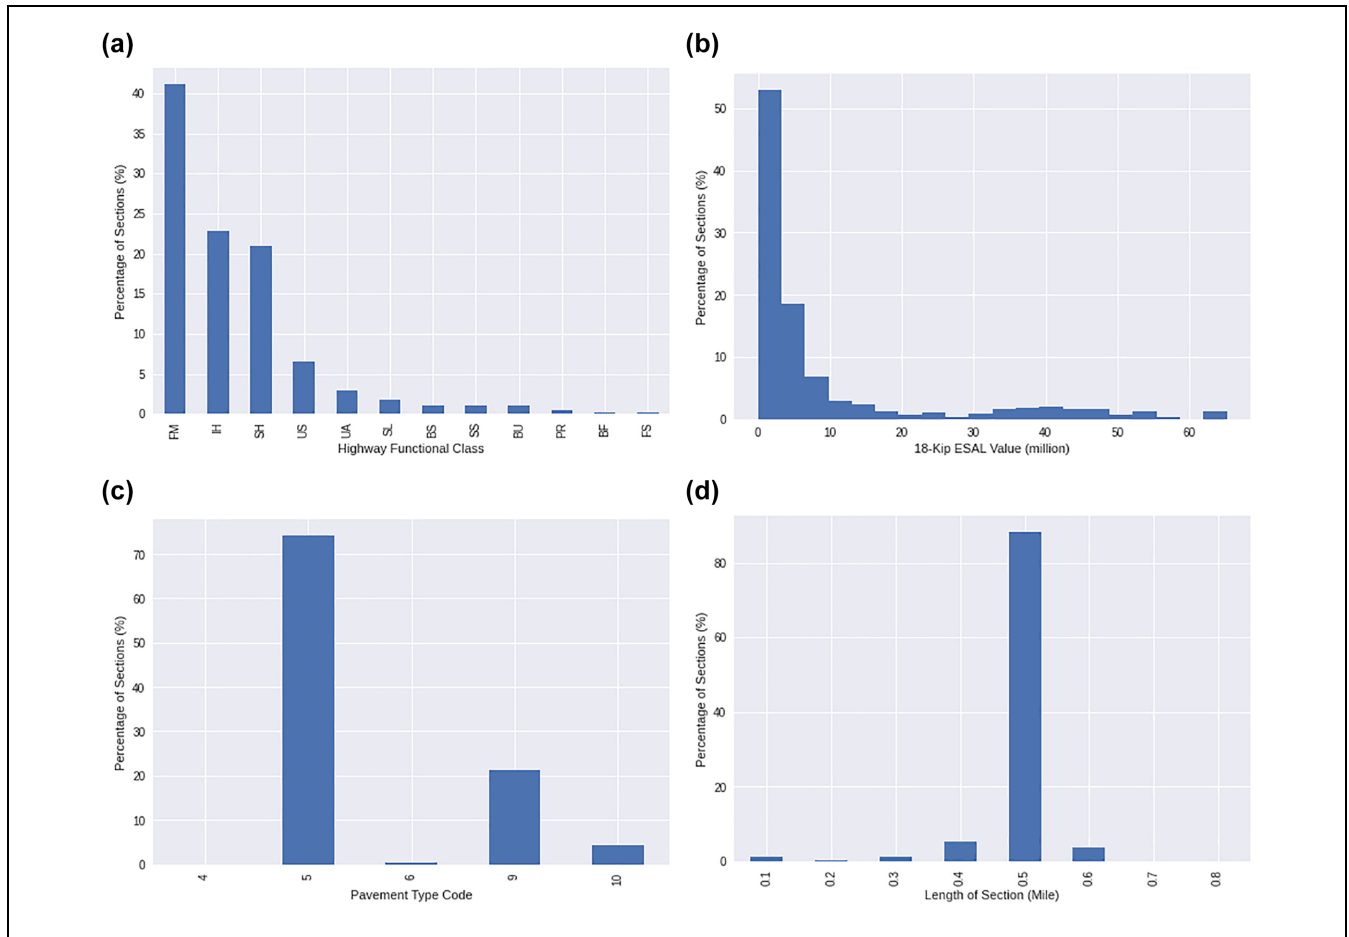 (a)
Percentage of Sections (%)
40
35
30
25
20
15
10
5
0
FM IH SH US UA SL BS SS BU PR BF FS
Highway Functional Class
(b)
Percentage of Sections (%)
50
40
30
20
10
0
0 10 20 30 40 50 60
18-Kip ESAL Value (million)
(c)
Percentage of Sections (%)
70
60
50
40
30
20
10
0
4 5 6 9 10
Pavement Type Code
(d)
Percentage of Sections (%)
80
60
40
20
0
0.1 0.2 0.3 0.4 0.5 0.6 0.7 0.8
Length of Section (Mile)